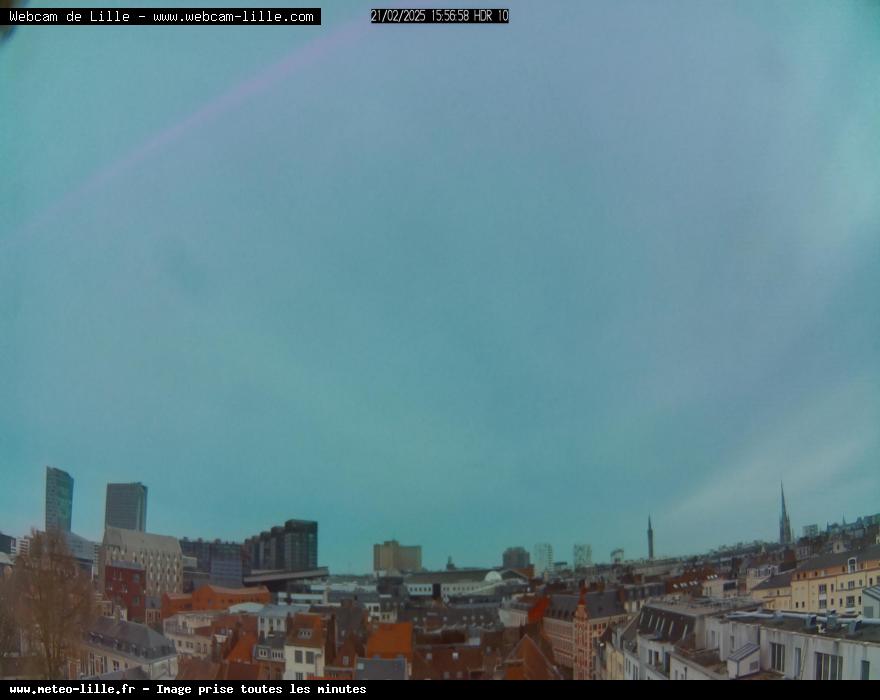 Webcam de Lille - www.webcam-lille.com
21/02/2025 15:56:58 HDR 10
www.meteo-lille.fr - Image prise toutes les minutes